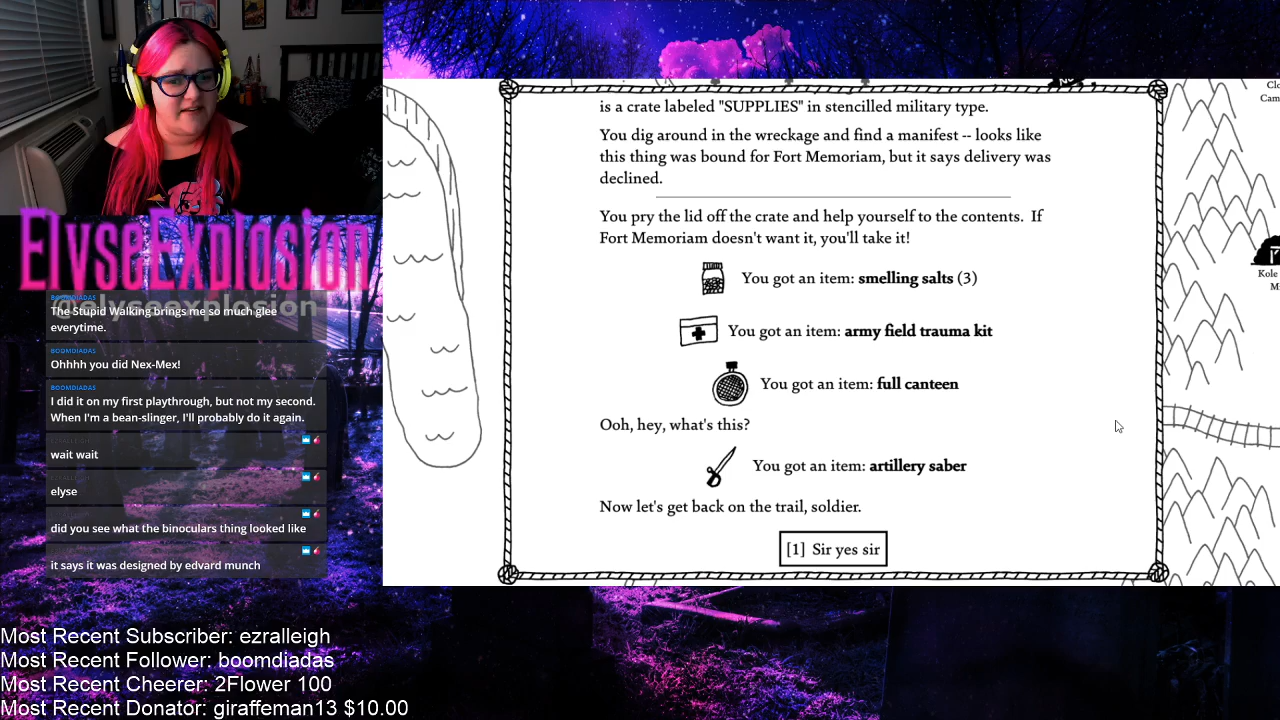 is a crate labeled "SUPPLIES" in stencilled military type.
You dig around in the wreckage and find a manifest -- looks like
this thing was bound for Fort Memoriam, but it says delivery was
declined.
You pry the lid off the crate and help yourself to the contents. If
Fort Memoriam doesn't want it, you'll take it!
You got an item: smelling salts (3)
You got an item: army field trauma kit
You got an item: full canteen
Ooh, hey, what's this?
You got an item: artillery saber
Now let's get back on the trail, soldier.
[1] Sir yes sir
Kole
ElyseExplosion
@elyseexplosion
BOOMDIADAS
The Stupid Walking brings me so much glee
everytime.
BOOMDIADAS
Ohhhh you did Nex-Mex!
BOOMDIADAS
I did it on my first playthrough, but not my second.
When I'm a bean-slinger, I'll probably do it again.
wait wait
elyse
did you see what the binoculars thing looked like
it says it was designed by edvard munch
Most Recent Subscriber: ezralleigh
Most Recent Follower: boomdiadas
Most Recent Cheerer: 2Flower 100
Most Recent Donator: giraffeman13 $10.00